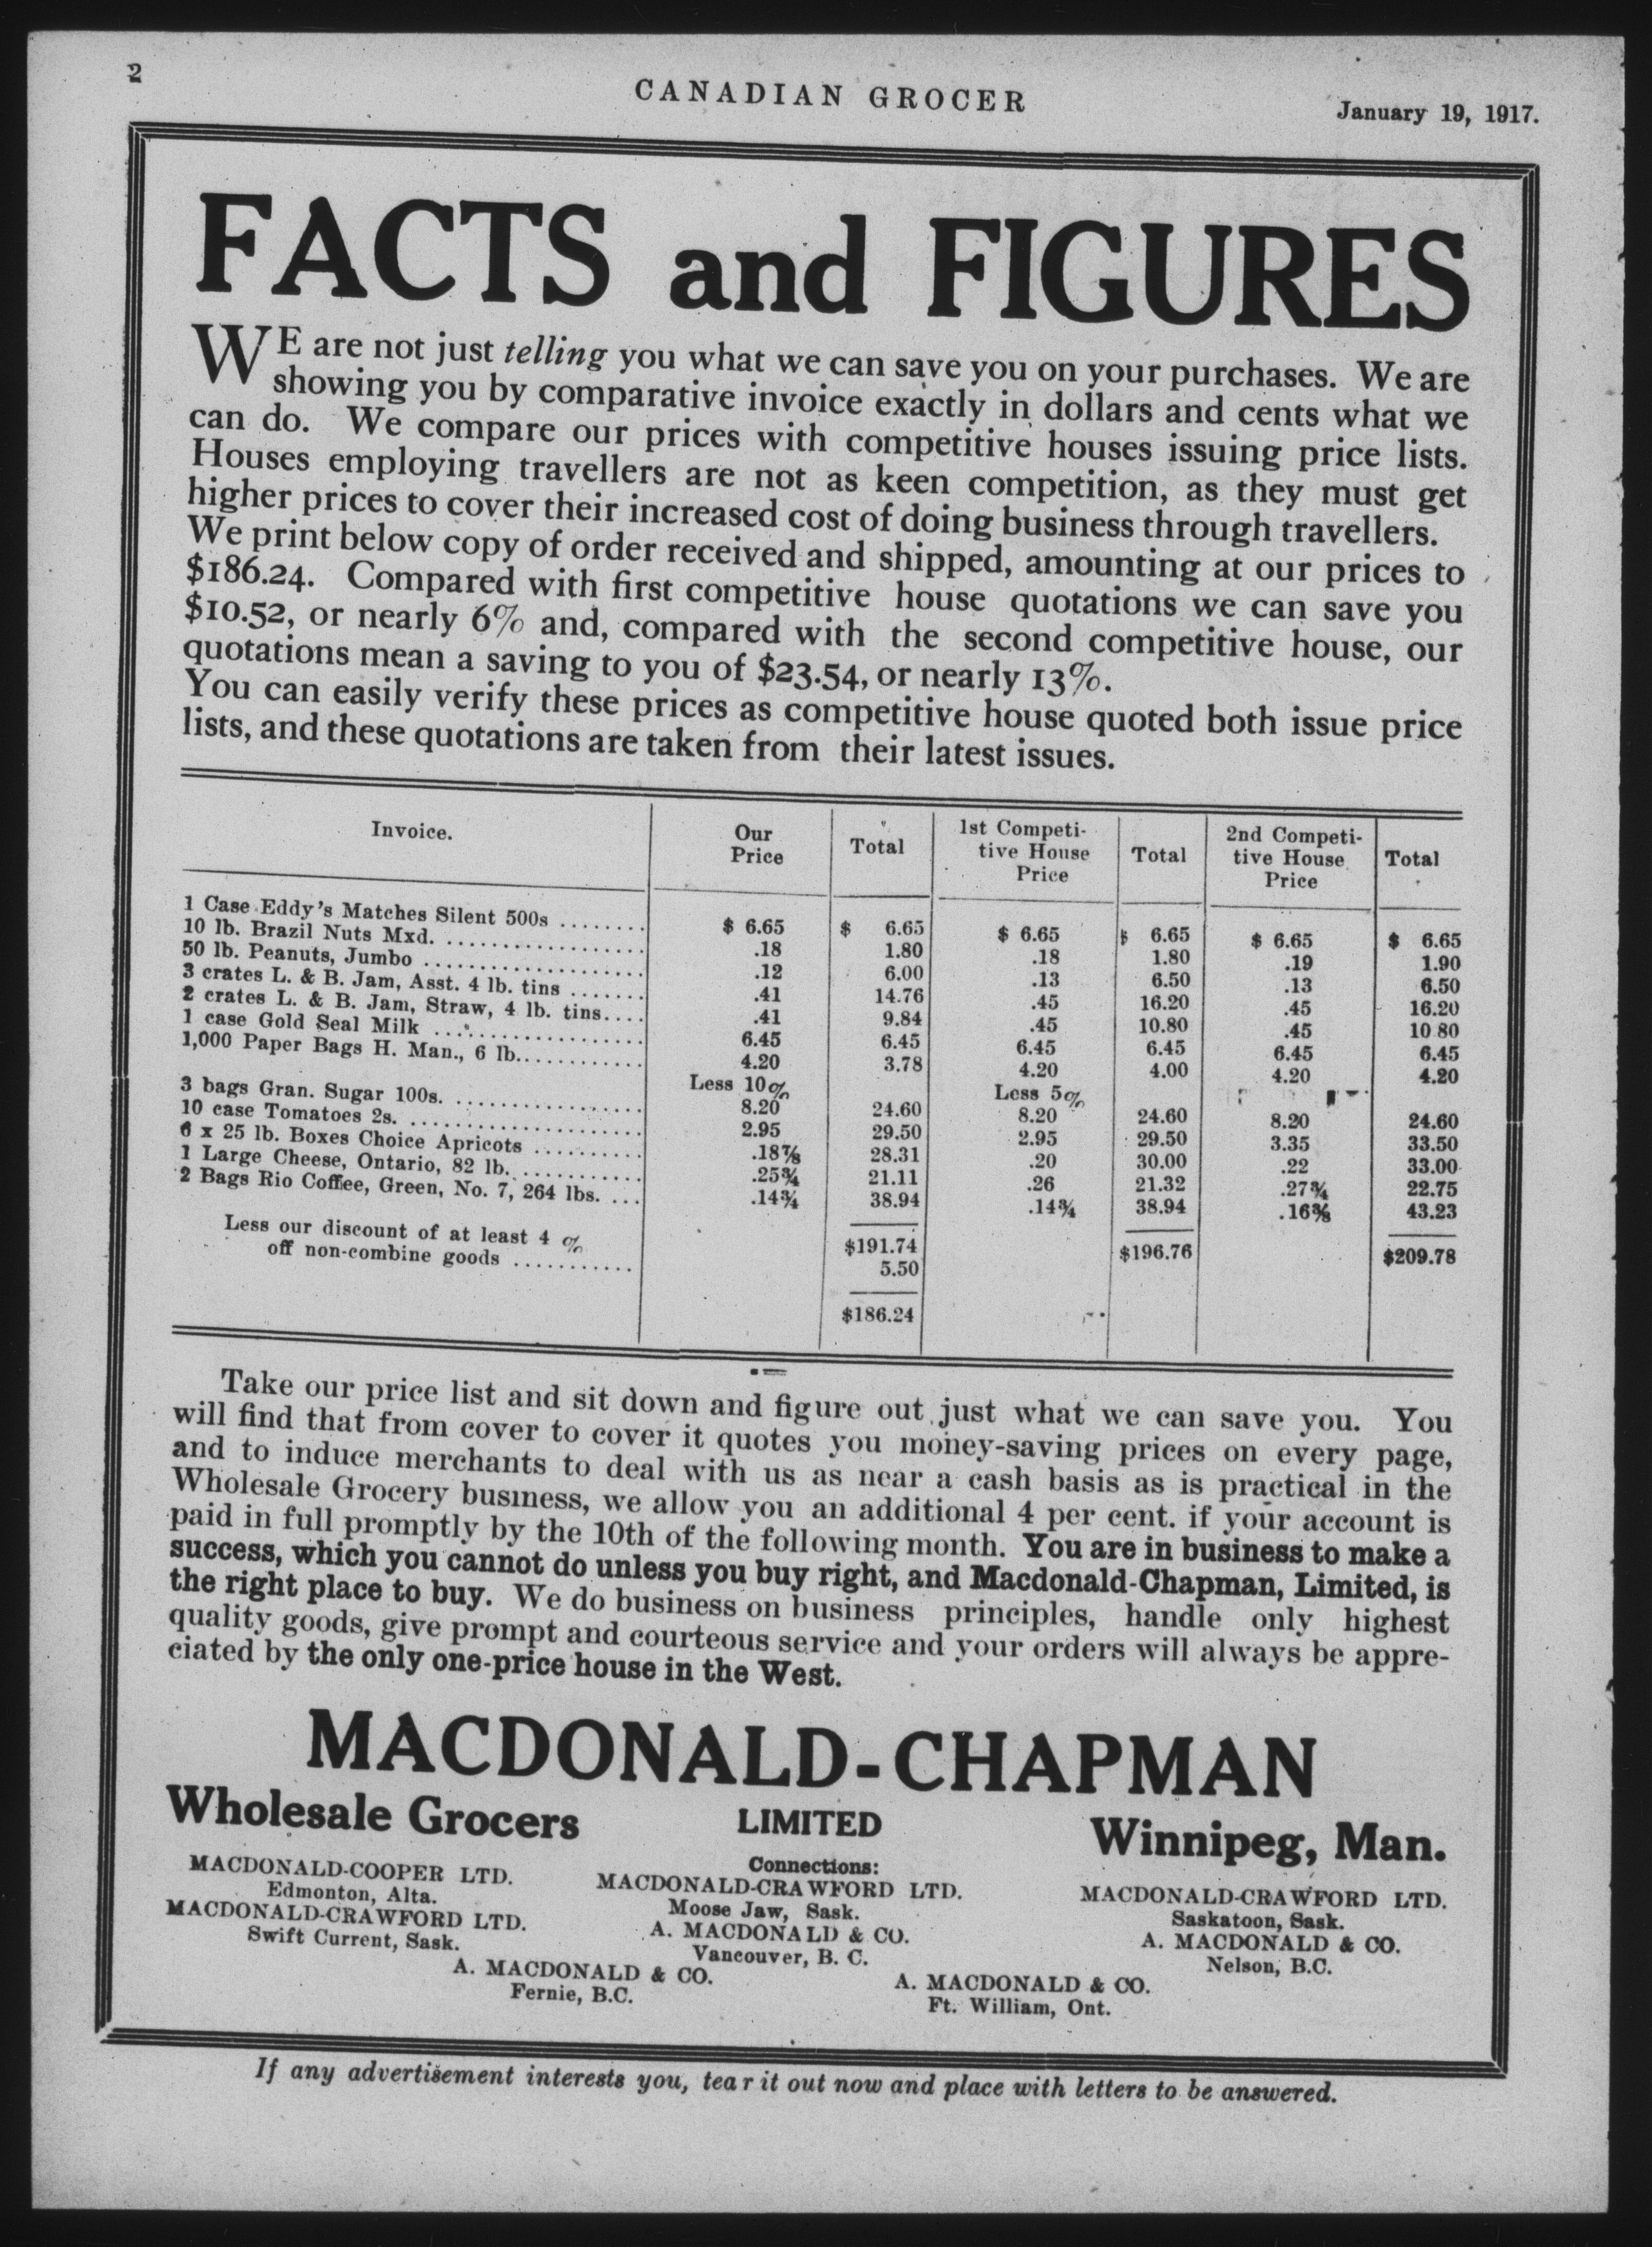 2
CANADIAN GROCER
January 19, 1917.
FACTS and FIGURES
WE are not just telling you what we can save you on your purchases. We are
showing you by comparative invoice exactly in dollars and cents what we
can do. We compare our prices with competitive houses issuing price lists.
Houses employing travellers are not as keen competition, as they must get
higher prices to cover their increased cost of doing business through travellers.
We print below copy of order received and shipped, amounting at our prices to
$186.24. Compared with first competitive house quotations we can save you
$10.52, or nearly 6% and, compared with the second competitive house, our
quotations mean a saving to you of $23.54, or nearly 13%.
You can easily verify these prices as competitive house quoted both issue price
lists, and these quotations are taken from their latest issues.
Invoice. Our Price Total 1st Competi-tive House Price Total 2nd Competi-tive House Price Total
1 Case Eddy's Matches Silent 500s ........ $ 6.65 $ 6.65 $ 6.65 $ 6.65 $ 6.65 $ 6.65
10 lb. Brazil Nuts Mxd. .................. .18 1.80 .18 1.80 .19 1.90
50 lb. Peanuts, Jumbo .................... .12 6.00 .13 6.50 .13 6.50
3 crates L. & B. Jam, Asst. 4 lb. tins ....... .41 14.76 .45 16.20 .45 16.20
2 crates L. & B. Jam, Straw, 4 lb. tins.... .41 9.84 .45 10.80 .45 10 80
1 case Gold Seal Milk ................... 6.45 6.45 6.45 6.45 6.45 6.45
1,000 Paper Bags H. Man., 6 lb............ 4.20 3.78 4.20 4.00 4.20 4.20
Less 10% Less 5%
3 bags Gran. Sugar 100s. ................. 8.20 24.60 8.20 24.60 8.20 24.60
10 case Tomatoes 2s. ..................... 2.95 29.50 2.95 29.50 3.35 33.50
6 x 25 lb. Boxes Choice Apricots .......... .18⅞ 28.31 .20 30.00 .22 33.00
1 Large Cheese, Ontario, 82 lb. ........... .25¾ 21.11 .26 21.32 .27¾ 22.75
2 Bags Rio Coffee, Green, No. 7, 264 lbs. ... .14¾ 38.94 .14¾ 38.94 .16⅜ 43.23
$191.74 $196.76 $209.78
Less our discount of at least 4 %
off non-combine goods ........... 5.50
$186.24
Take our price list and sit down and figure out just what we can save you. You
will find that from cover to cover it quotes you money-saving prices on every page,
and to induce merchants to deal with us as near a cash basis as is practical in the
Wholesale Grocery business, we allow you an additional 4 per cent. if your account is
paid in full promptly by the 10th of the following month. You are in business to make a
success, which you cannot do unless you buy right, and Macdonald-Chapman, Limited, is
the right place to buy. We do business on business principles, handle only highest
quality goods, give prompt and courteous service and your orders will always be appre-
ciated by the only one-price house in the West.
MACDONALD-CHAPMAN
Wholesale Grocers LIMITED Winnipeg, Man.
Connections:
MACDONALD-COOPER LTD. MACDONALD-CRAWFORD LTD. MACDONALD-CRAWFORD LTD.
Edmonton, Alta. Moose Jaw, Sask. Saskatoon, Sask.
MACDONALD-CRAWFORD LTD. A. MACDONALD & CO. A. MACDONALD & CO.
Swift Current, Sask. Vancouver, B. C. Nelson, B.C.
A. MACDONALD & CO. A. MACDONALD & CO.
Fernie, B.C. Ft. William, Ont.
If any advertisement interests you, tear it out now and place with letters to be answered.